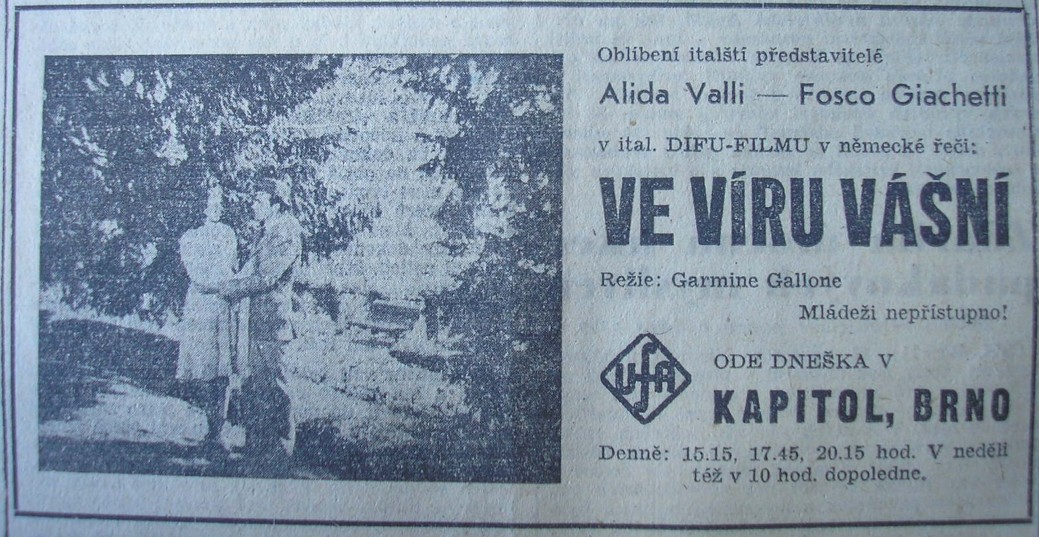 Oblíbení italští představitelé
Alida Valli — Fosco Giachetti
v ital. DIFU-FILMU v německé řeči:
VE VÍRU VÁŠNÍ
Režie: Garmine Gallone
Mládeži nepřístupno!
UFA
ODE DNEŠKA V
KAPITOL, BRNO
Denně: 15.15, 17.45, 20.15 hod. V neděli
též v 10 hod. dopoledne.